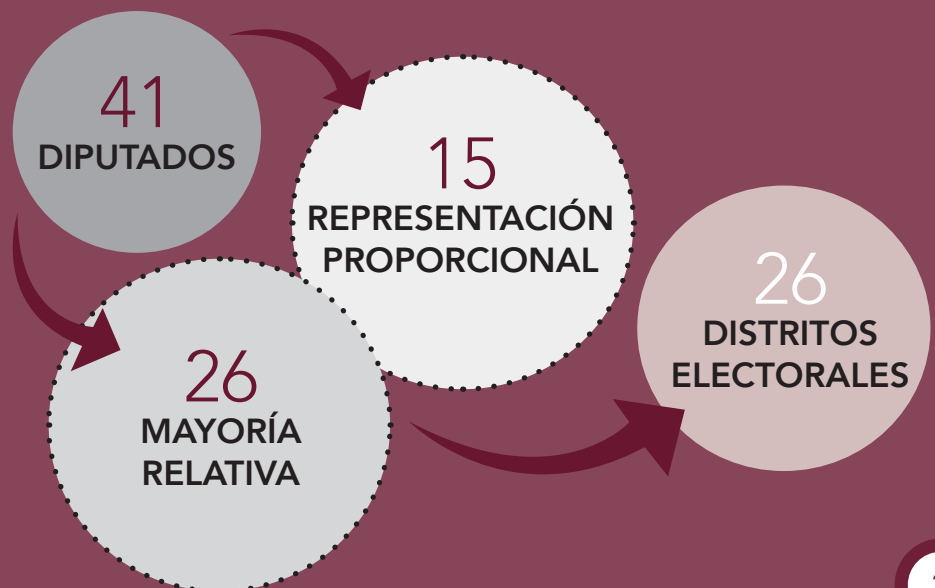 41
DIPUTADOS
15
REPRESENTACIÓN
PROPORCIONAL
26
MAYORÍA
RELATIVA
26
DISTRITOS
ELECTORALES